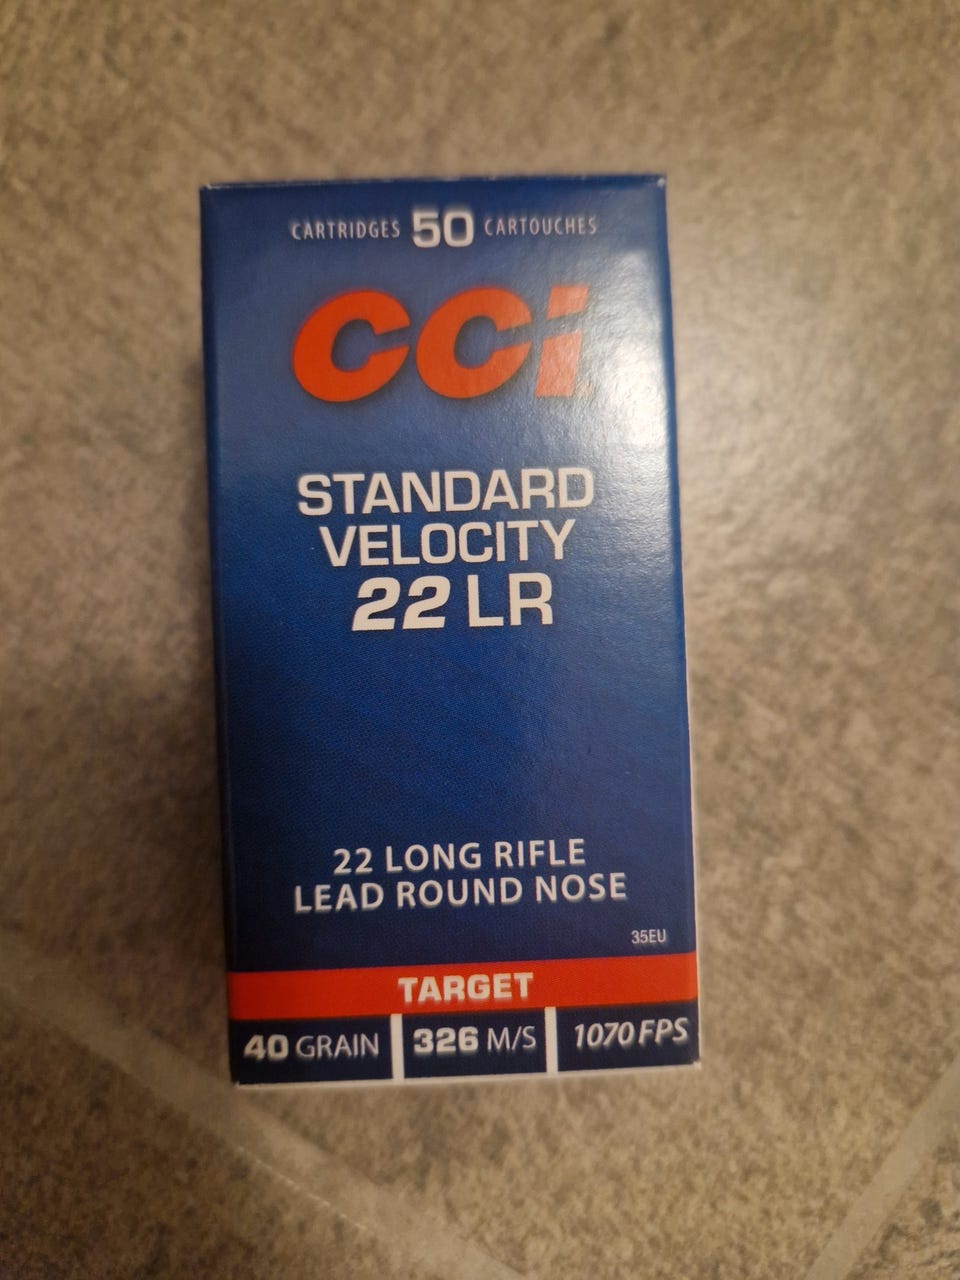 CARTRIDGES 50 CARTOUCHES
CCi
STANDARD
VELOCITY
22 LR
22 LONG RIFLE
LEAD ROUND NOSE
35EU
TARGET
40 GRAIN 326 M/S 1070 FPS